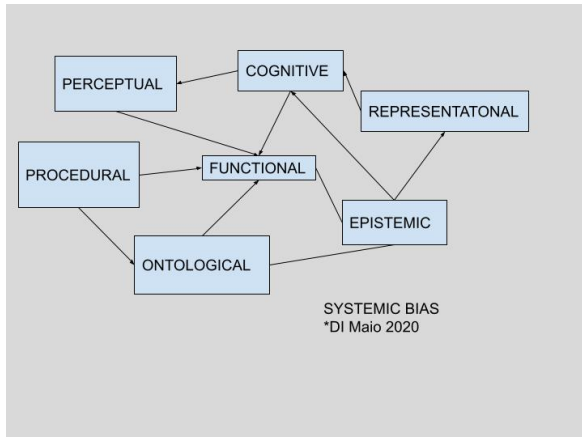 COGNITIVE
PERCEPTUAL
REPRESENTATONAL
FUNCTIONAL
PROCEDURAL
EPISTEMIC
ONTOLOGICAL
SYSTEMIC BIAS
*DI Maio 2020